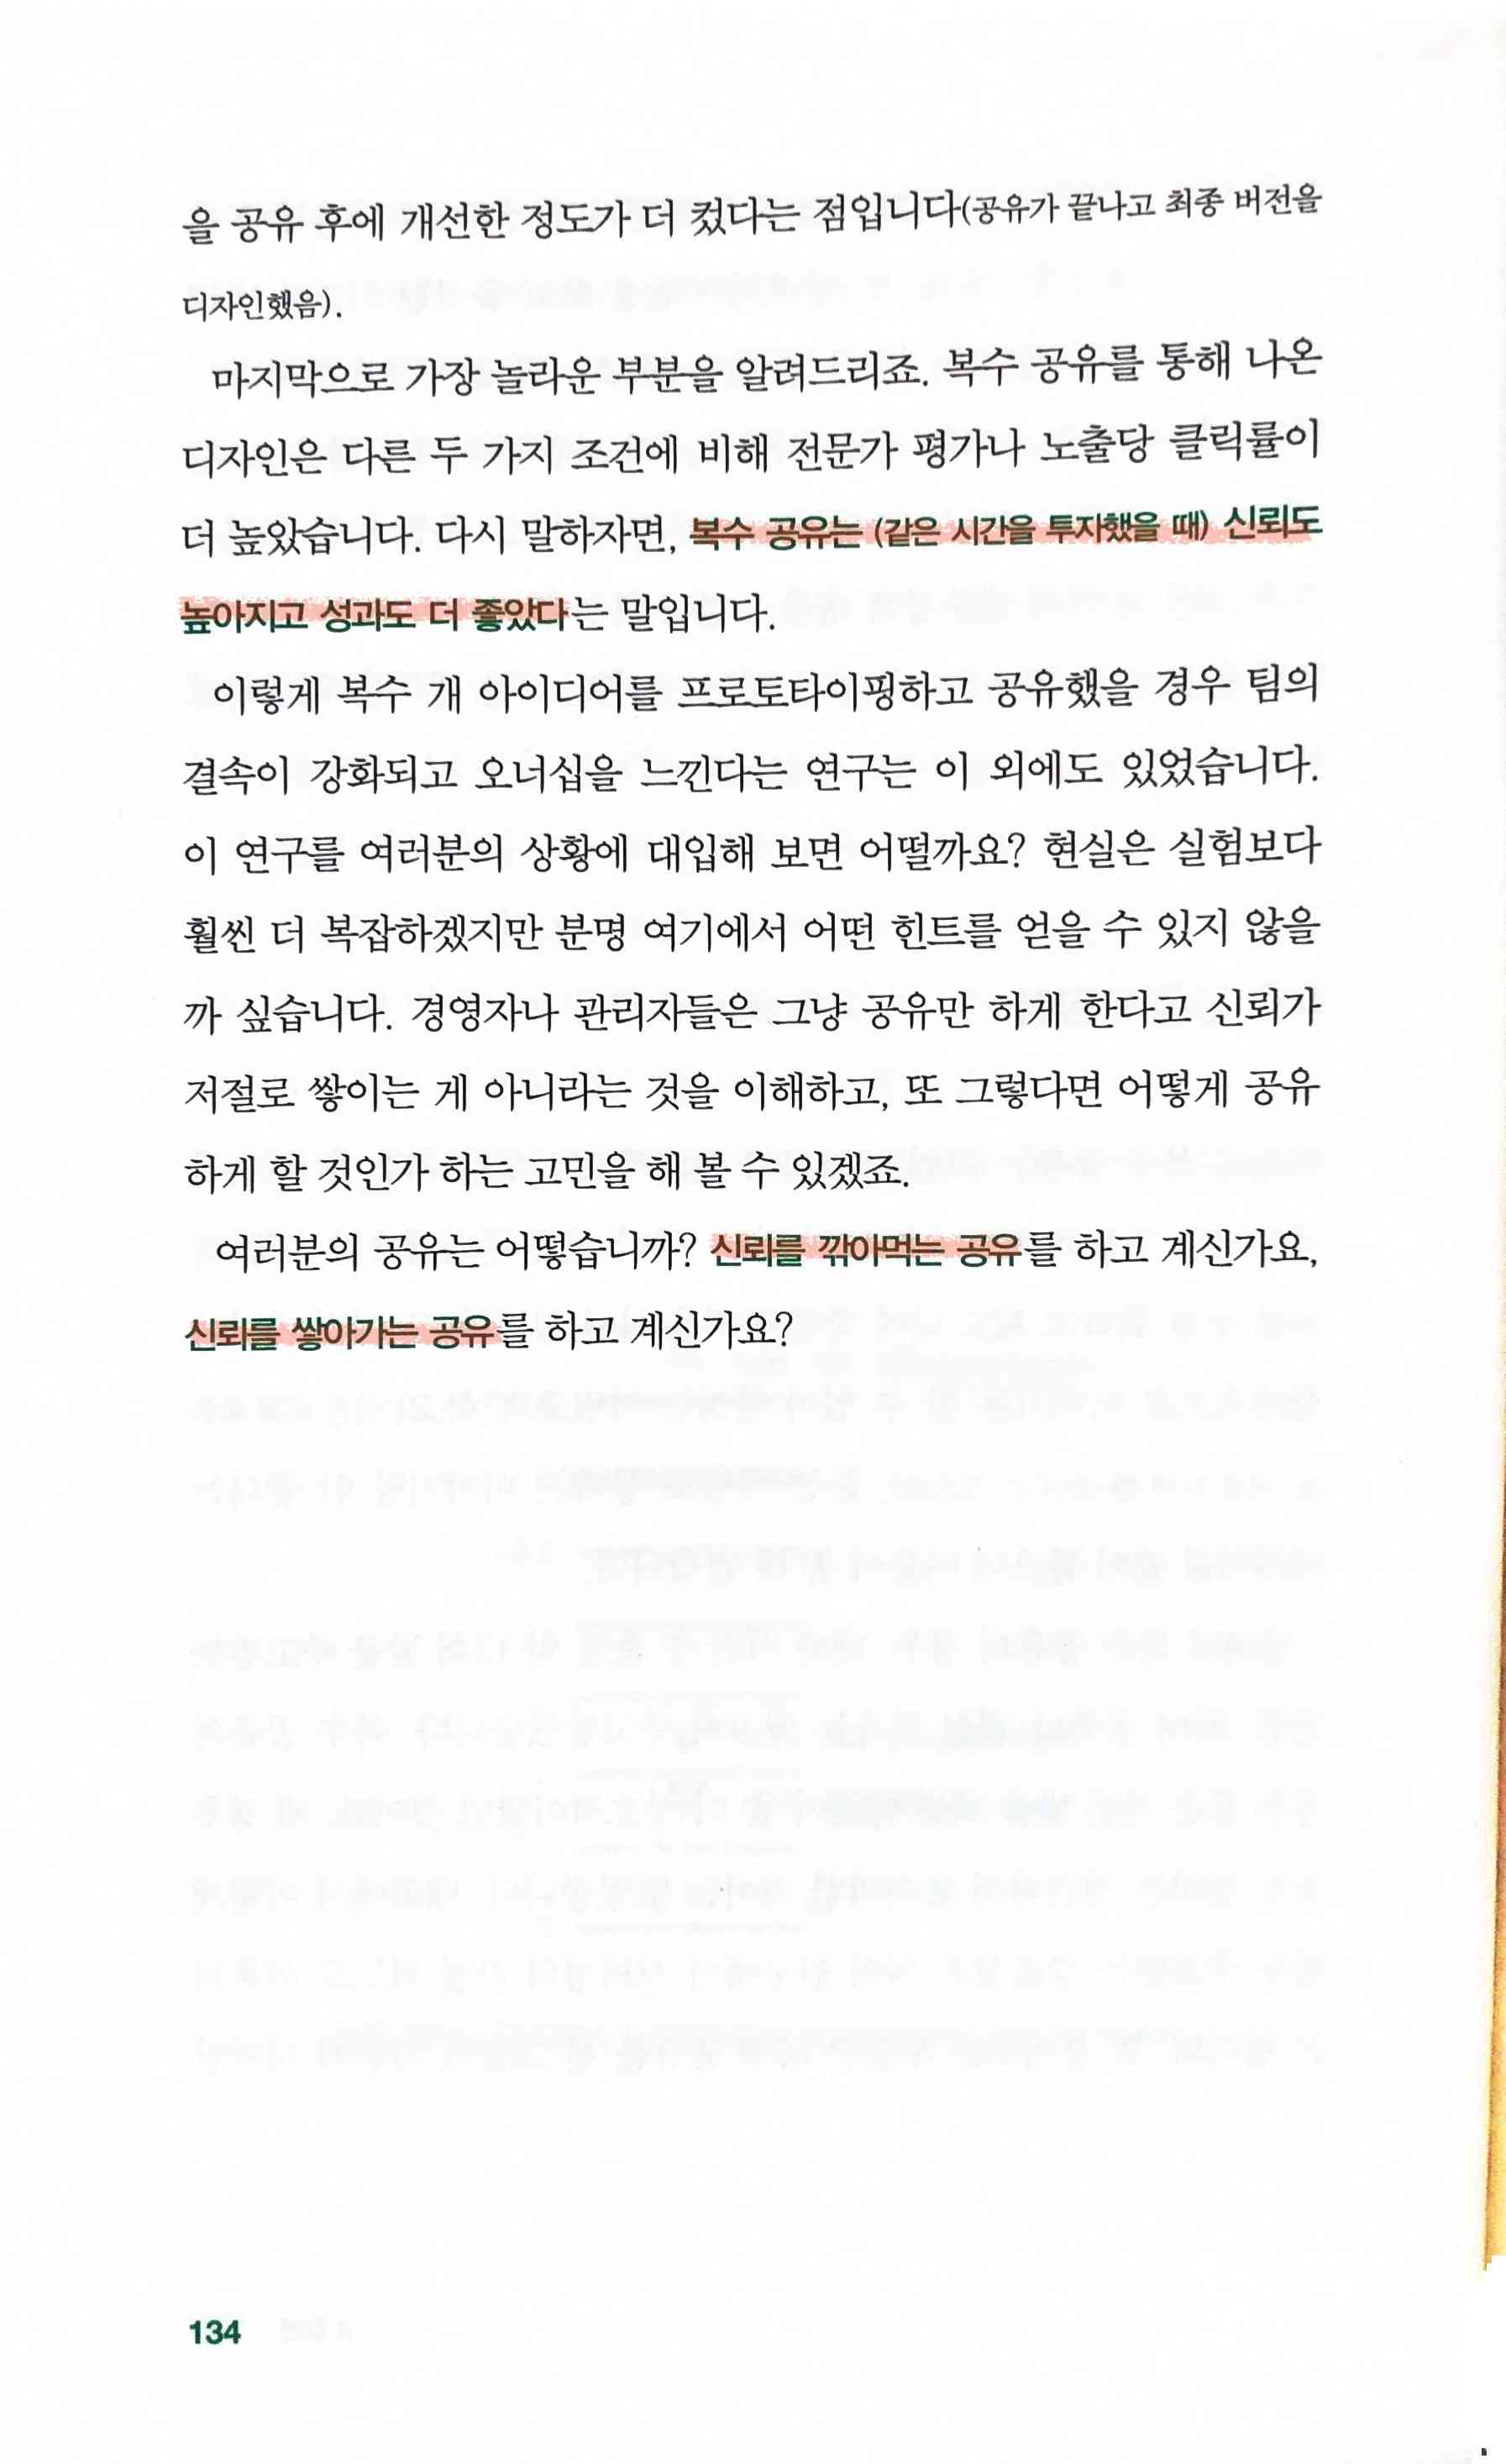 을 공유 후에 개선한 정도가 더 컸다는 점입니다(공유가 끝나고 최종 버전을
디자인했음).
마지막으로 가장 놀라운 부분을 알려드리죠. 복수 공유를 통해 나온
디자인은 다른 두 가지 조건에 비해 전문가 평가나 노출당 클릭률이
더 높았습니다. 다시 말하자면, 복수 공유는 (같은 시간을 투자했을 때) 신뢰도
높아지고 성과도 더 좋았다는 말입니다.
이렇게 복수 개 아이디어를 프로토타이핑하고 공유했을 경우 팀의
결속이 강화되고 오너십을 느낀다는 연구는 이 외에도 있었습니다.
이 연구를 여러분의 상황에 대입해 보면 어떨까요? 현실은 실험보다
훨씬 더 복잡하겠지만 분명 여기에서 어떤 힌트를 얻을 수 있지 않을
까 싶습니다. 경영자나 관리자들은 그냥 공유만 하게 한다고 신뢰가
저절로 쌓이는 게 아니라는 것을 이해하고, 또 그렇다면 어떻게 공유
하게 할 것인가 하는 고민을 해 볼 수 있겠죠.
여러분의 공유는 어떻습니까? 신뢰를 깎아먹는 공유를 하고 계신가요,
신뢰를 쌓아가는 공유를 하고 계신가요?
134